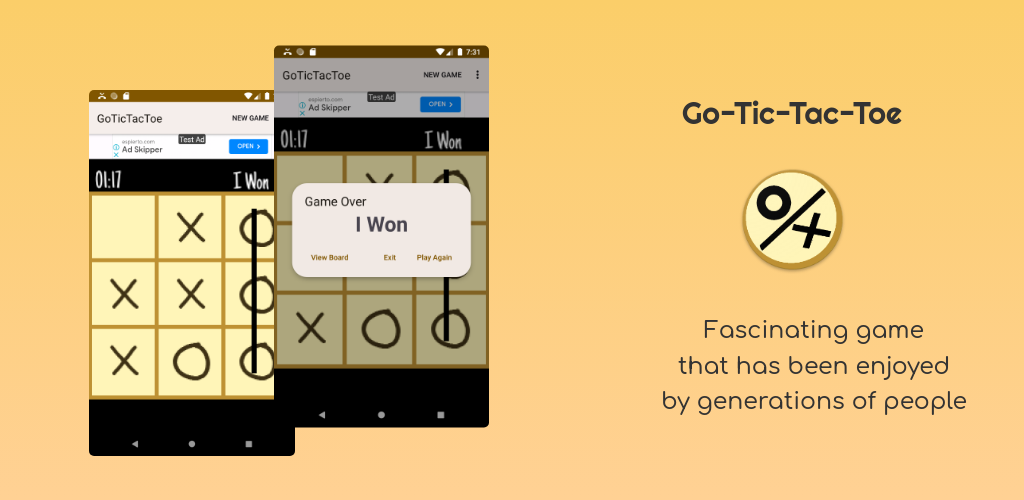 GoTicTacToe
NEW GAME
espierto.com
Test Ad
Ad Skipper
OPEN
01:17
I Won
X
O
X
X
O
X
O
O
7:31
GoTicTacToe
NEW GAME
espierto.com
Test Ad
Ad Skipper
OPEN
01:17
I Won
Game Over
I Won
View Board
Exit
Play Again
X
O
O
Go-Tic-Tac-Toe
Fascinating game
that has been enjoyed
by generations of people